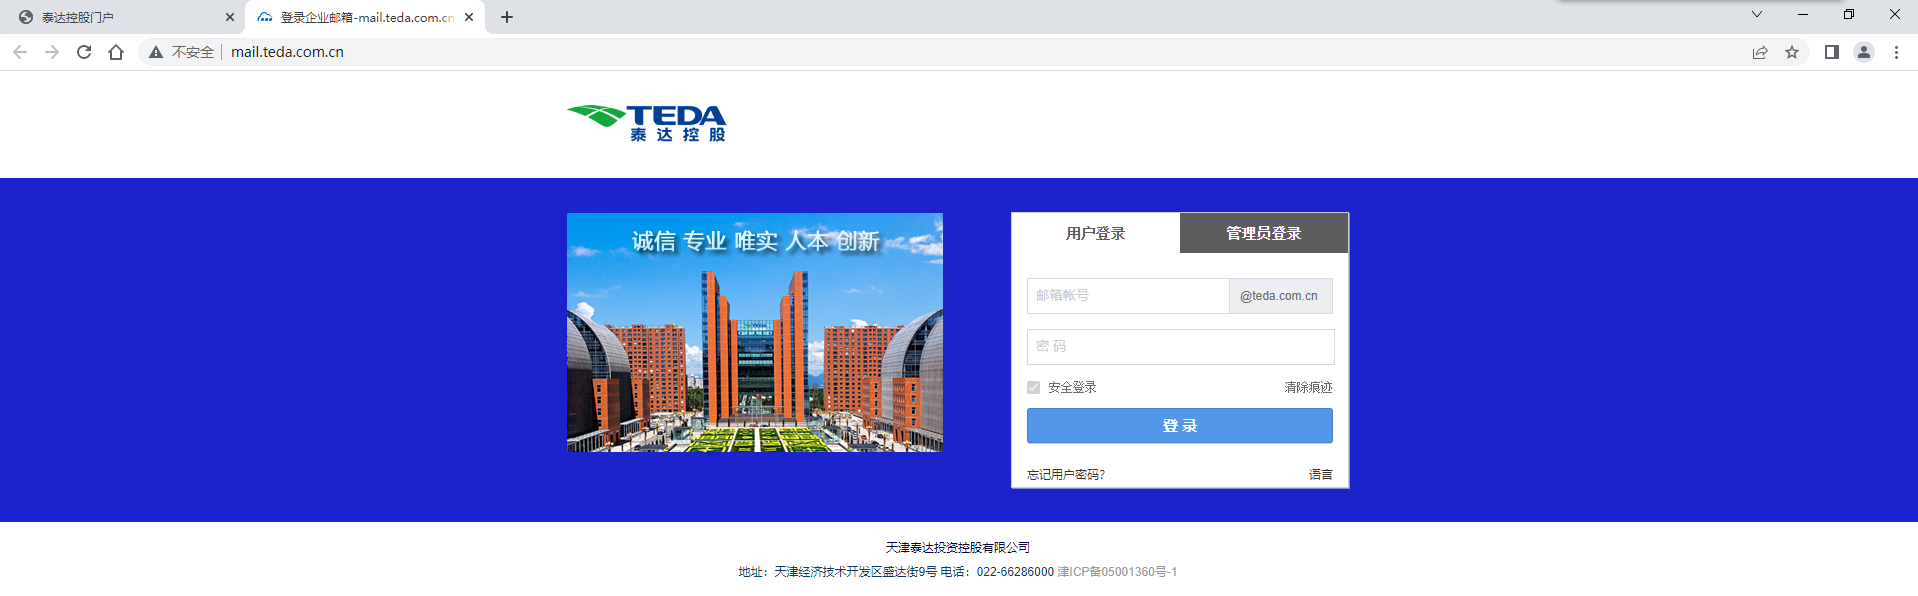 泰达控股门户
登录企业邮箱-mail.teda.com.cn
不安全
mail.teda.com.cn
TEDA
泰达控股
诚信 专业 唯实 人本 创新
用户登录
管理员登录
邮箱帐号
@teda.com.cn
密 码
安全登录
清除痕迹
登 录
忘记用户密码?
语言
天津泰达投资控股有限公司
地址：天津经济技术开发区盛达街9号 电话：022-66286000 津ICP备05001360号-1